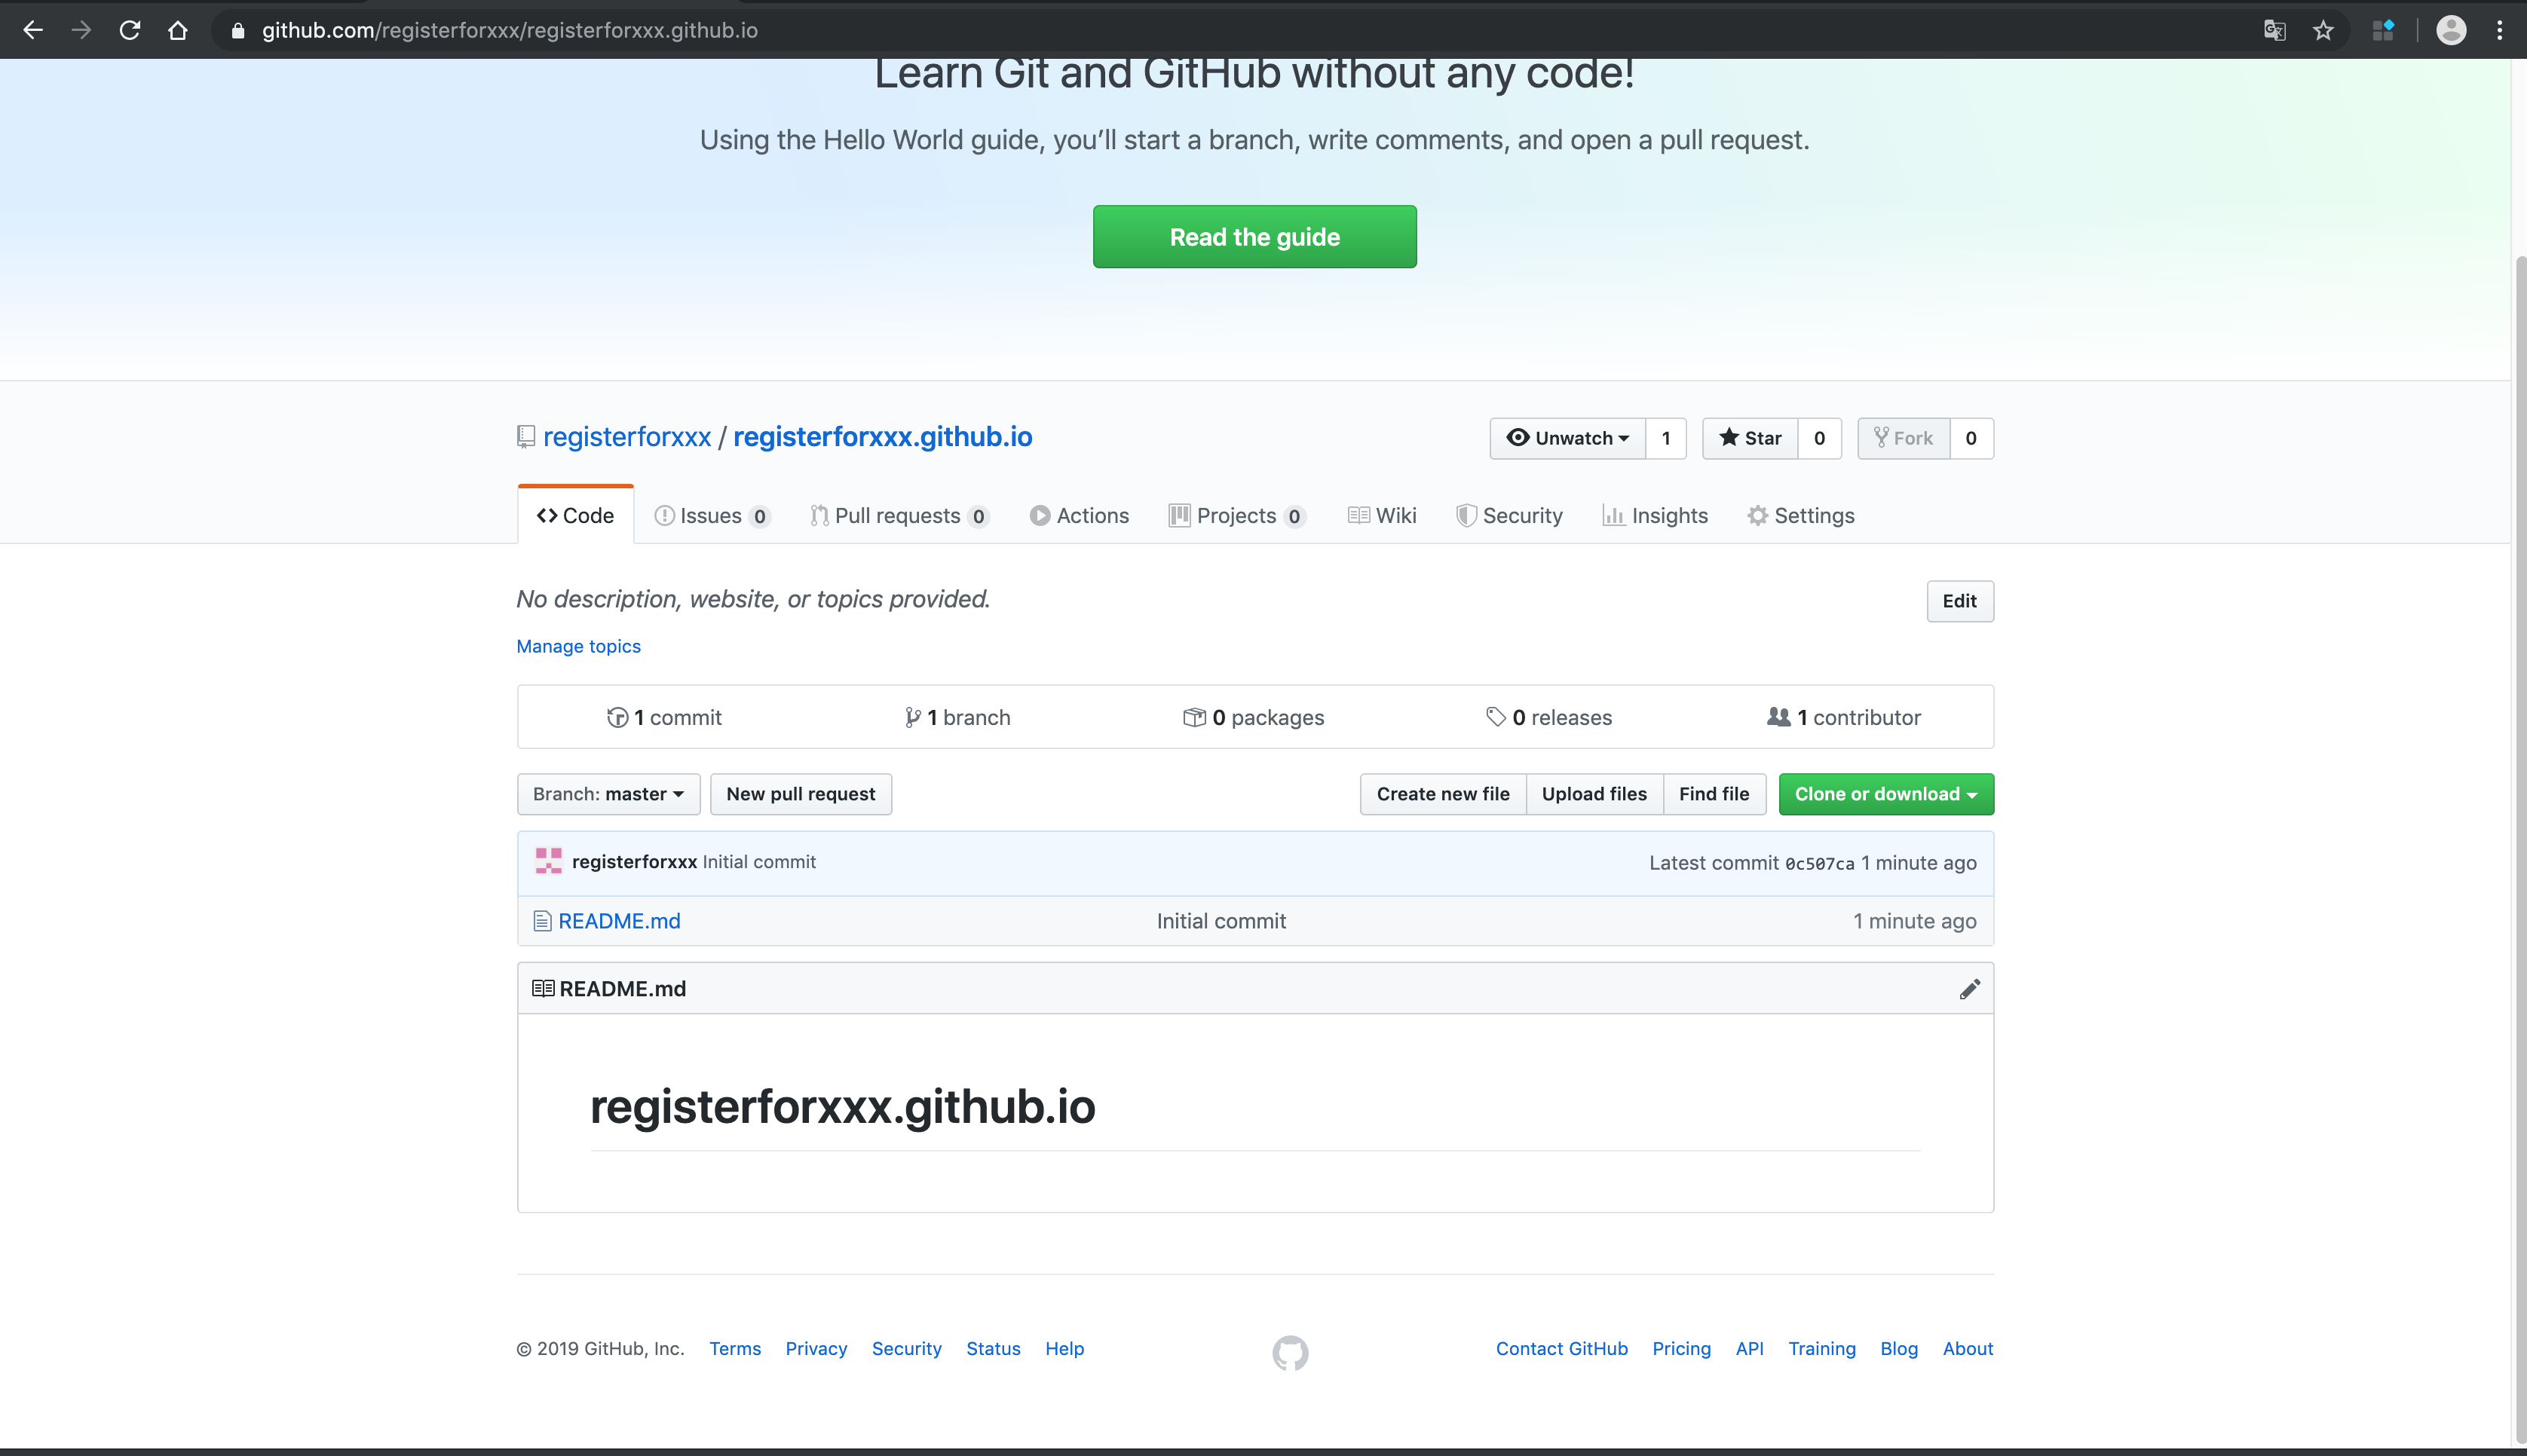 github.com/registerforxxx/registerforxxx.github.io
Learn Git and GitHub without any code!
Using the Hello World guide, you’ll start a branch, write comments, and open a pull request.
Read the guide
registerforxxx / registerforxxx.github.io
Unwatch 1 Star 0 Fork 0
Code Issues 0 Pull requests 0 Actions Projects 0 Wiki Security Insights Settings
No description, website, or topics provided.
Edit
Manage topics
1 commit 1 branch 0 packages 0 releases 1 contributor
Branch: master New pull request Create new file Upload files Find file Clone or download
registerforxxx Initial commit Latest commit 0c507ca 1 minute ago
README.md Initial commit 1 minute ago
README.md
registerforxxx.github.io
© 2019 GitHub, Inc. Terms Privacy Security Status Help Contact GitHub Pricing API Training Blog About